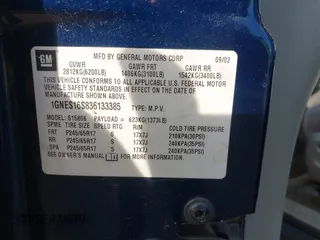 GM
MFD BY GENERAL MOTORS CORP 09/02
GVWR GAWR FRT GAWR RR
2812KG(6200LB) 1406KG(3100LB) 1542KG(3400LB)
THIS VEHICLE CONFORMS TO ALL APPLICABLE U.S. FEDERAL MOTOR
VEHICLE SAFETY STANDARDS IN EFFECT ON THE DATE OF
MANUFACTURE SHOWN ABOVE.
1GNES16S836133385 TYPE: M.P.V.
MODEL: S15806 PAYLOAD = 623KG(1373LB)
SPME TIRE SIZE SPEED RTG RIM COLD TIRE PRESSURE
FRT P245/65R17 S 17X7J 210KPA(30PSI)
RR P245/65R17 S 17X7J 240KPA(35PSI)
SPA P245/65R17 S 17X7J 240KPA(35PSI)
SEE OWNER'S MANUAL FOR